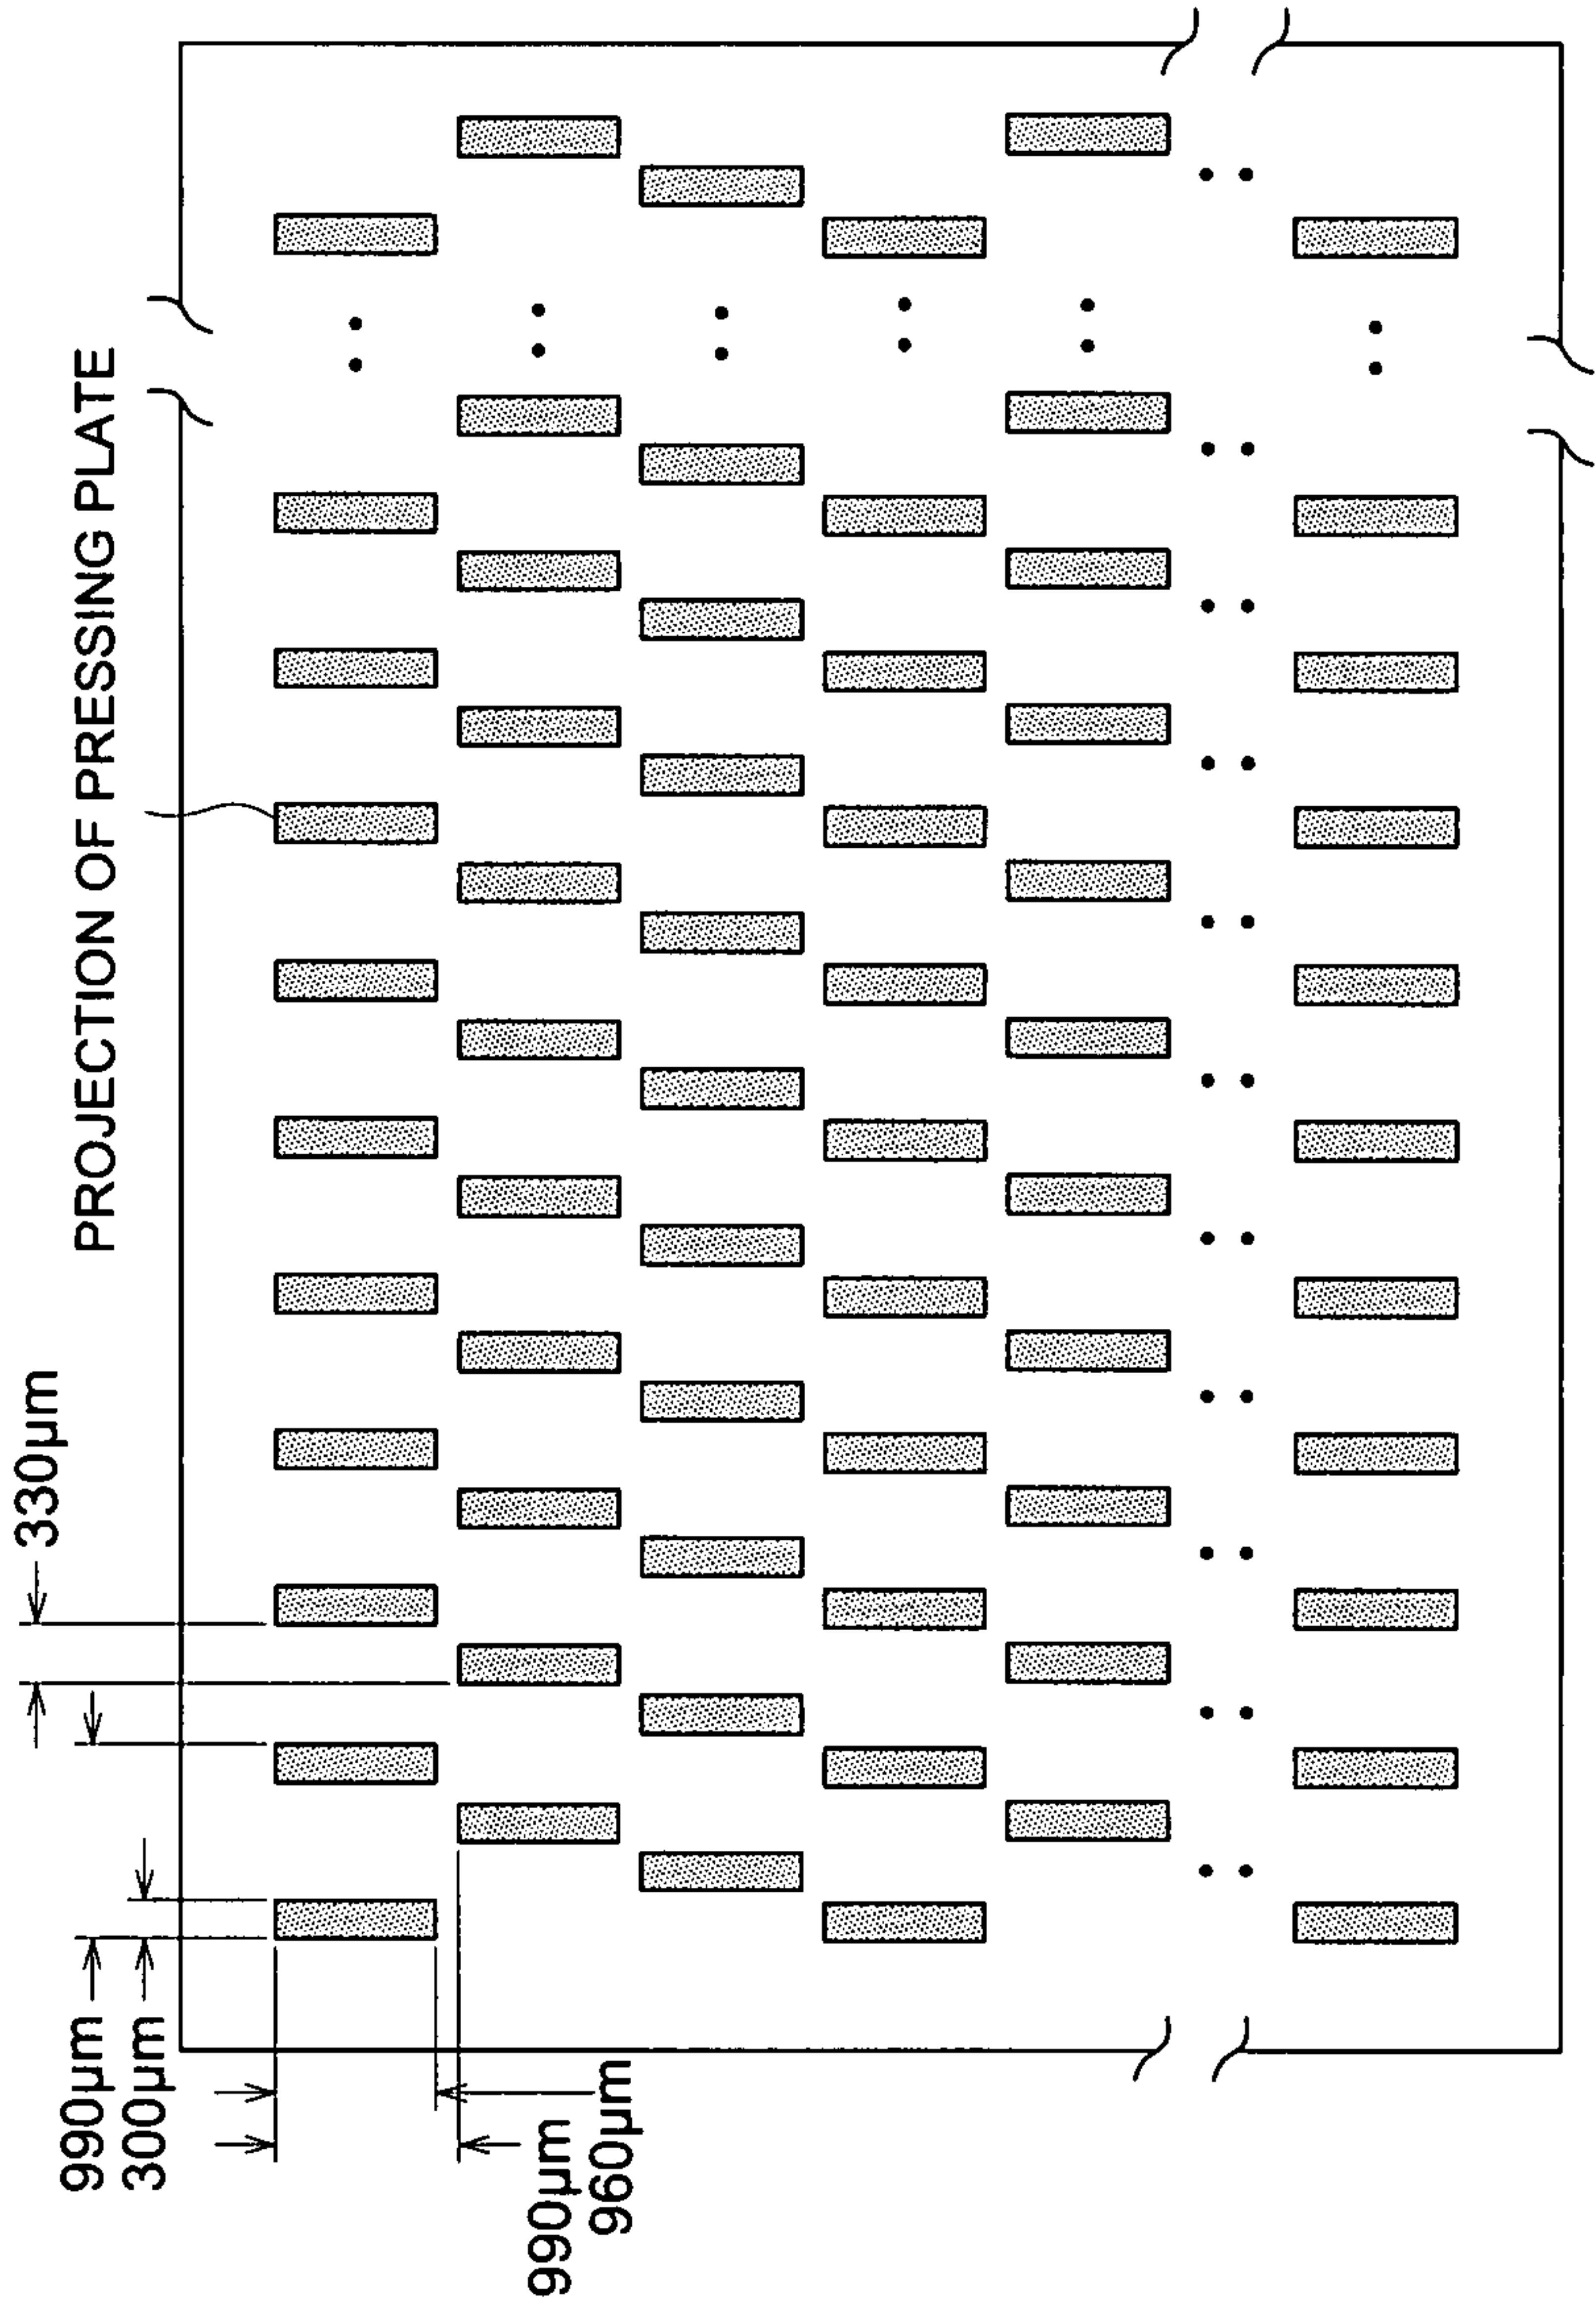 PROJECTION OF PRESSING PLATE
330µm
990µm
300µm
990µm
960µm